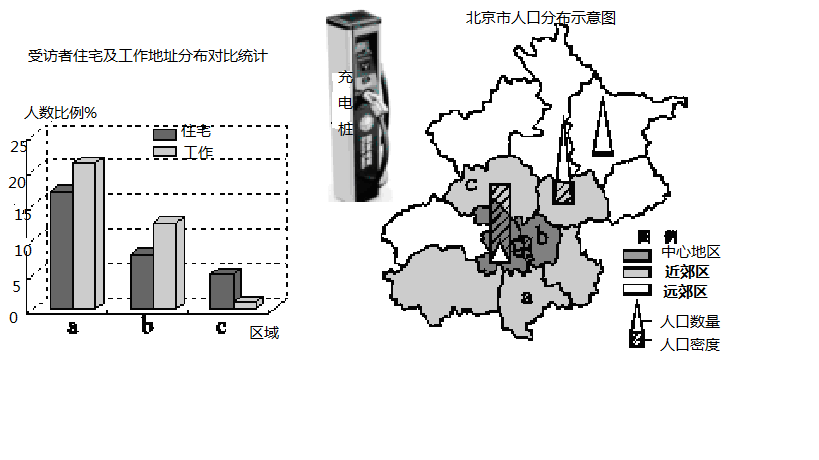 受访者住宅及工作地址分布对比统计
人数比例%
住宅
工作
25
20
15
10
5
0
a
b
c
区域
充
电
桩
北京市人口分布示意图
c
b
a
图 例
中心地区
近郊区
远郊区
人口数量
人口密度